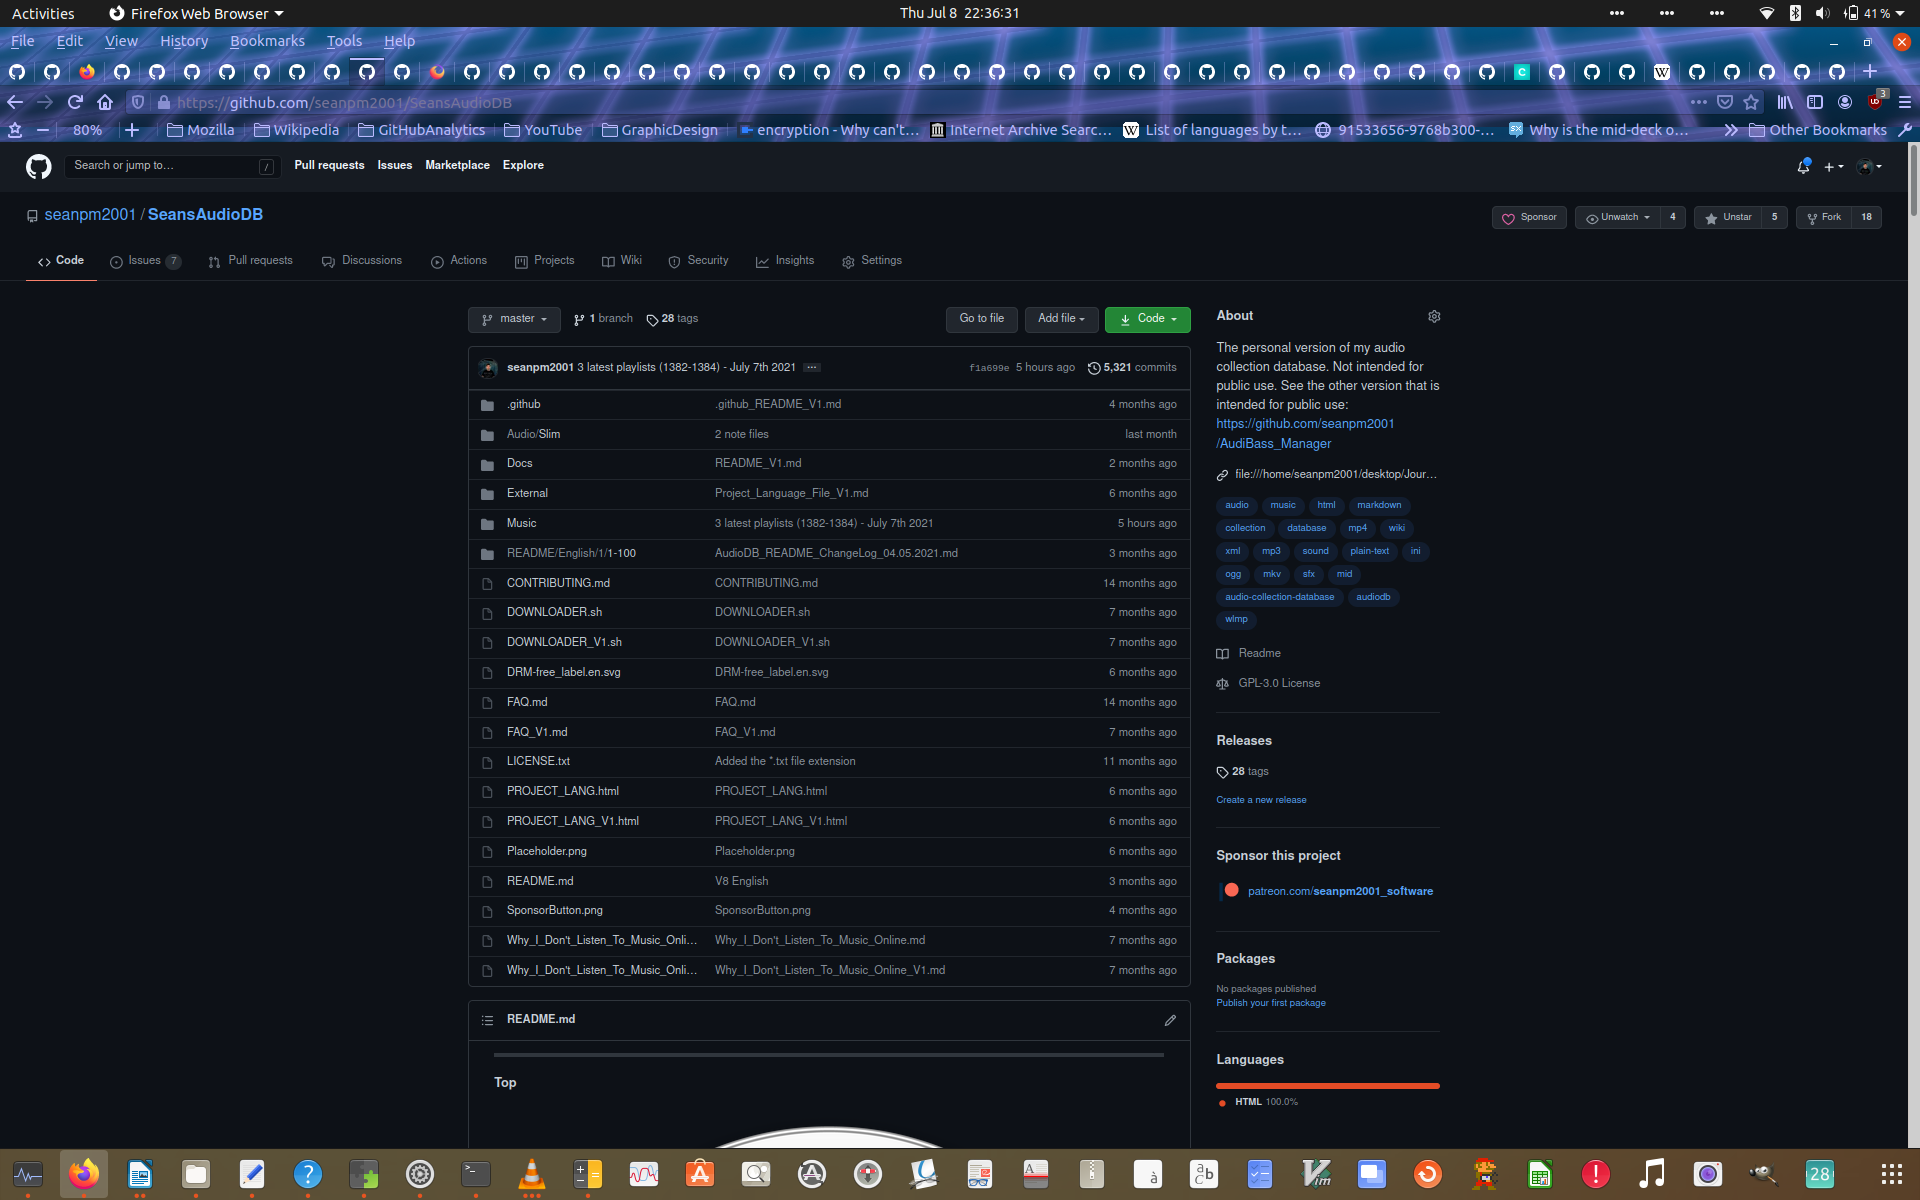 Activities Firefox Web Browser Thu Jul 8 22:36:31 41 %
File Edit View History Bookmarks Tools Help
https://github.com/seanpm2001/SeansAudioDB 3
80% Mozilla Wikipedia GitHubAnalytics YouTube GraphicDesign encryption - Why can't... Internet Archive Searc... List of languages by t... 91533656-9768b300-... Why is the mid-deck o... Other Bookmarks
Search or jump to... / Pull requests Issues Marketplace Explore
seanpm2001 / SeansAudioDB Sponsor Unwatch 4 Unstar 5 Fork 18
Code Issues 7 Pull requests Discussions Actions Projects Wiki Security Insights Settings
master 1 branch 28 tags Go to file Add file Code
seanpm2001 3 latest playlists (1382-1384) - July 7th 2021 ... f1a699e 5 hours ago 5,321 commits
.github .github_README_V1.md 4 months ago
Audio/Slim 2 note files last month
Docs README_V1.md 2 months ago
External Project_Language_File_V1.md 6 months ago
Music 3 latest playlists (1382-1384) - July 7th 2021 5 hours ago
README/English/1/1-100 AudioDB_README_ChangeLog_04.05.2021.md 3 months ago
CONTRIBUTING.md CONTRIBUTING.md 14 months ago
DOWNLOADER.sh DOWNLOADER.sh 7 months ago
DOWNLOADER_V1.sh DOWNLOADER_V1.sh 7 months ago
DRM-free_label.en.svg DRM-free_label.en.svg 6 months ago
FAQ.md FAQ.md 14 months ago
FAQ_V1.md FAQ_V1.md 7 months ago
LICENSE.txt Added the *.txt file extension 11 months ago
PROJECT_LANG.html PROJECT_LANG.html 6 months ago
PROJECT_LANG_V1.html PROJECT_LANG_V1.html 6 months ago
Placeholder.png Placeholder.png 6 months ago
README.md V8 English 3 months ago
SponsorButton.png SponsorButton.png 4 months ago
Why_I_Don't_Listen_To_Music_Onli... Why_I_Don't_Listen_To_Music_Online.md 7 months ago
Why_I_Don't_Listen_To_Music_Onli... Why_I_Don't_Listen_To_Music_Online_V1.md 7 months ago
README.md
Top
About
The personal version of my audio
collection database. Not intended for
public use. See the other version that is
intended for public use:
https://github.com/seanpm2001
/AudiBass_Manager
file:///home/seanpm2001/desktop/Jour...
audio music html markdown
collection database mp4 wiki
xml mp3 sound plain-text ini
ogg mkv sfx mid
audio-collection-database audiodb
wlmp
Readme
GPL-3.0 License
Releases
28 tags
Create a new release
Sponsor this project
patreon.com/seanpm2001_software
Packages
No packages published
Publish your first package
Languages
HTML 100.0%
28